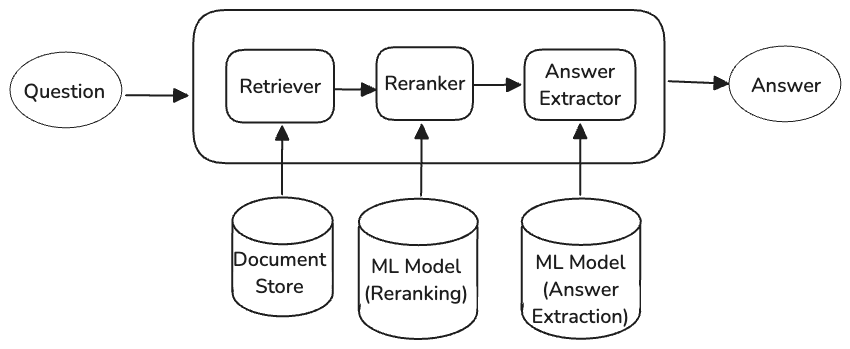 Question
Retriever
Reranker
Answer
Extractor
Answer
Document
Store
ML Model
(Reranking)
ML Model
(Answer
Extraction)